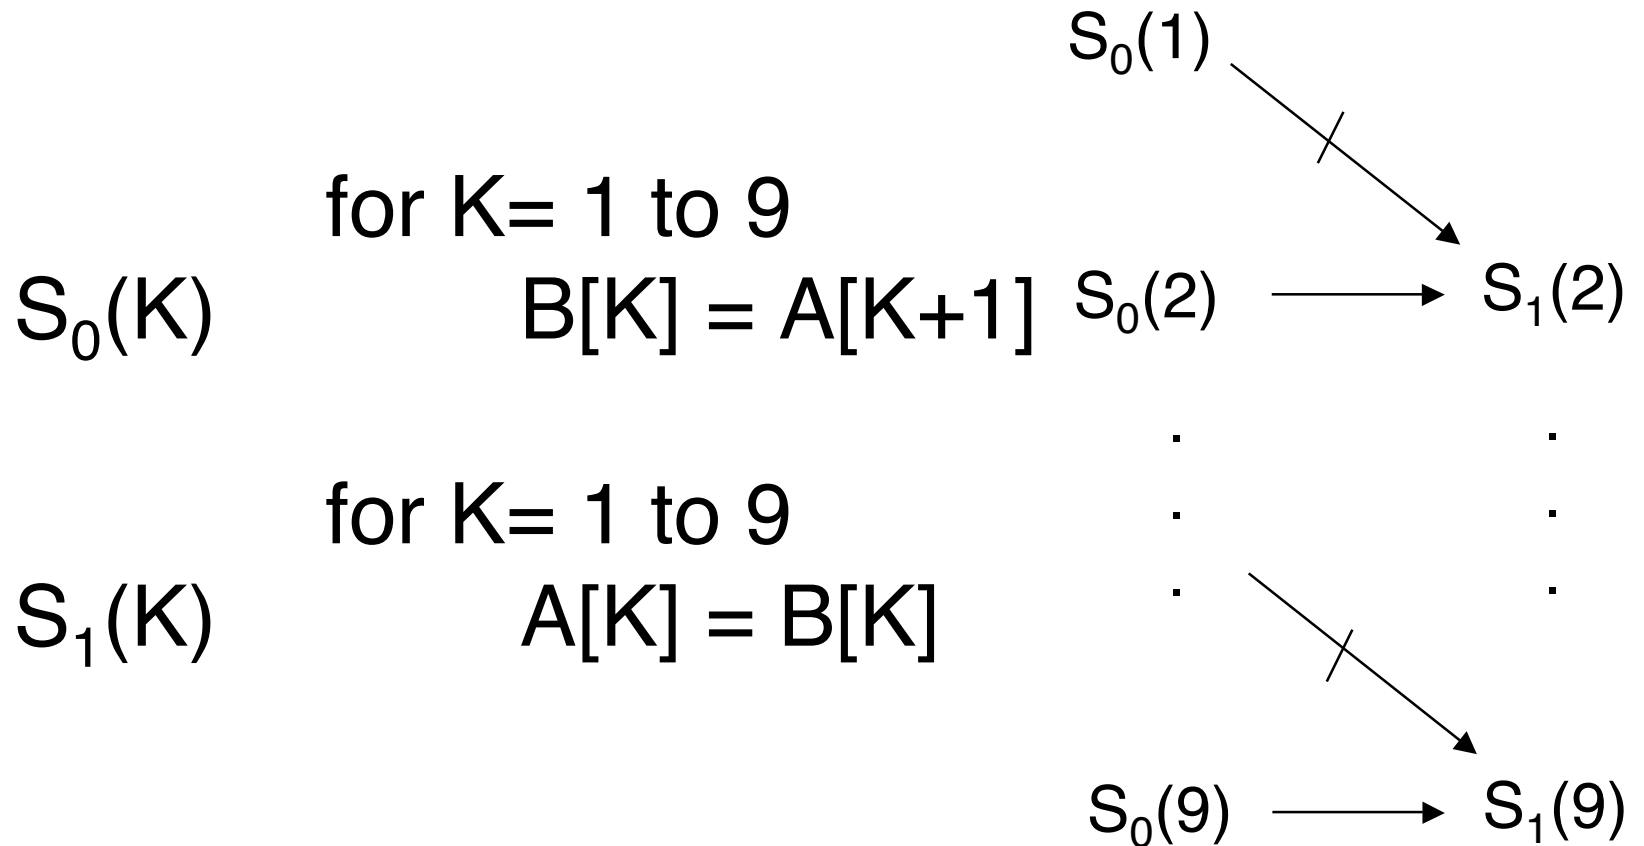 S₀(1)
for K= 1 to 9
S₀(K) B[K] = A[K+1] S₀(2) S₁(2)
. .
for K= 1 to 9 . .
S₁(K) A[K] = B[K] . .
S₀(9) S₁(9)